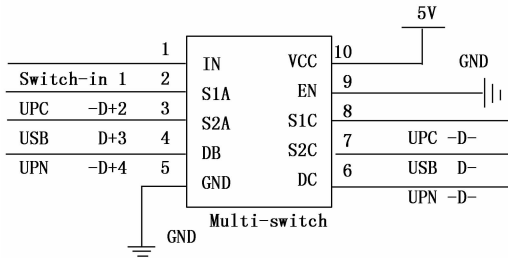 5V
1 IN VCC 10 GND
Switch-in 1 2 S1A EN 9
UPC -D+2 3 S2A S1C 8
USB D+3 4 DB S2C 7 UPC -D-
UPN -D+4 5 GND DC 6 USB D-
UPN -D-
Multi-switch
GND